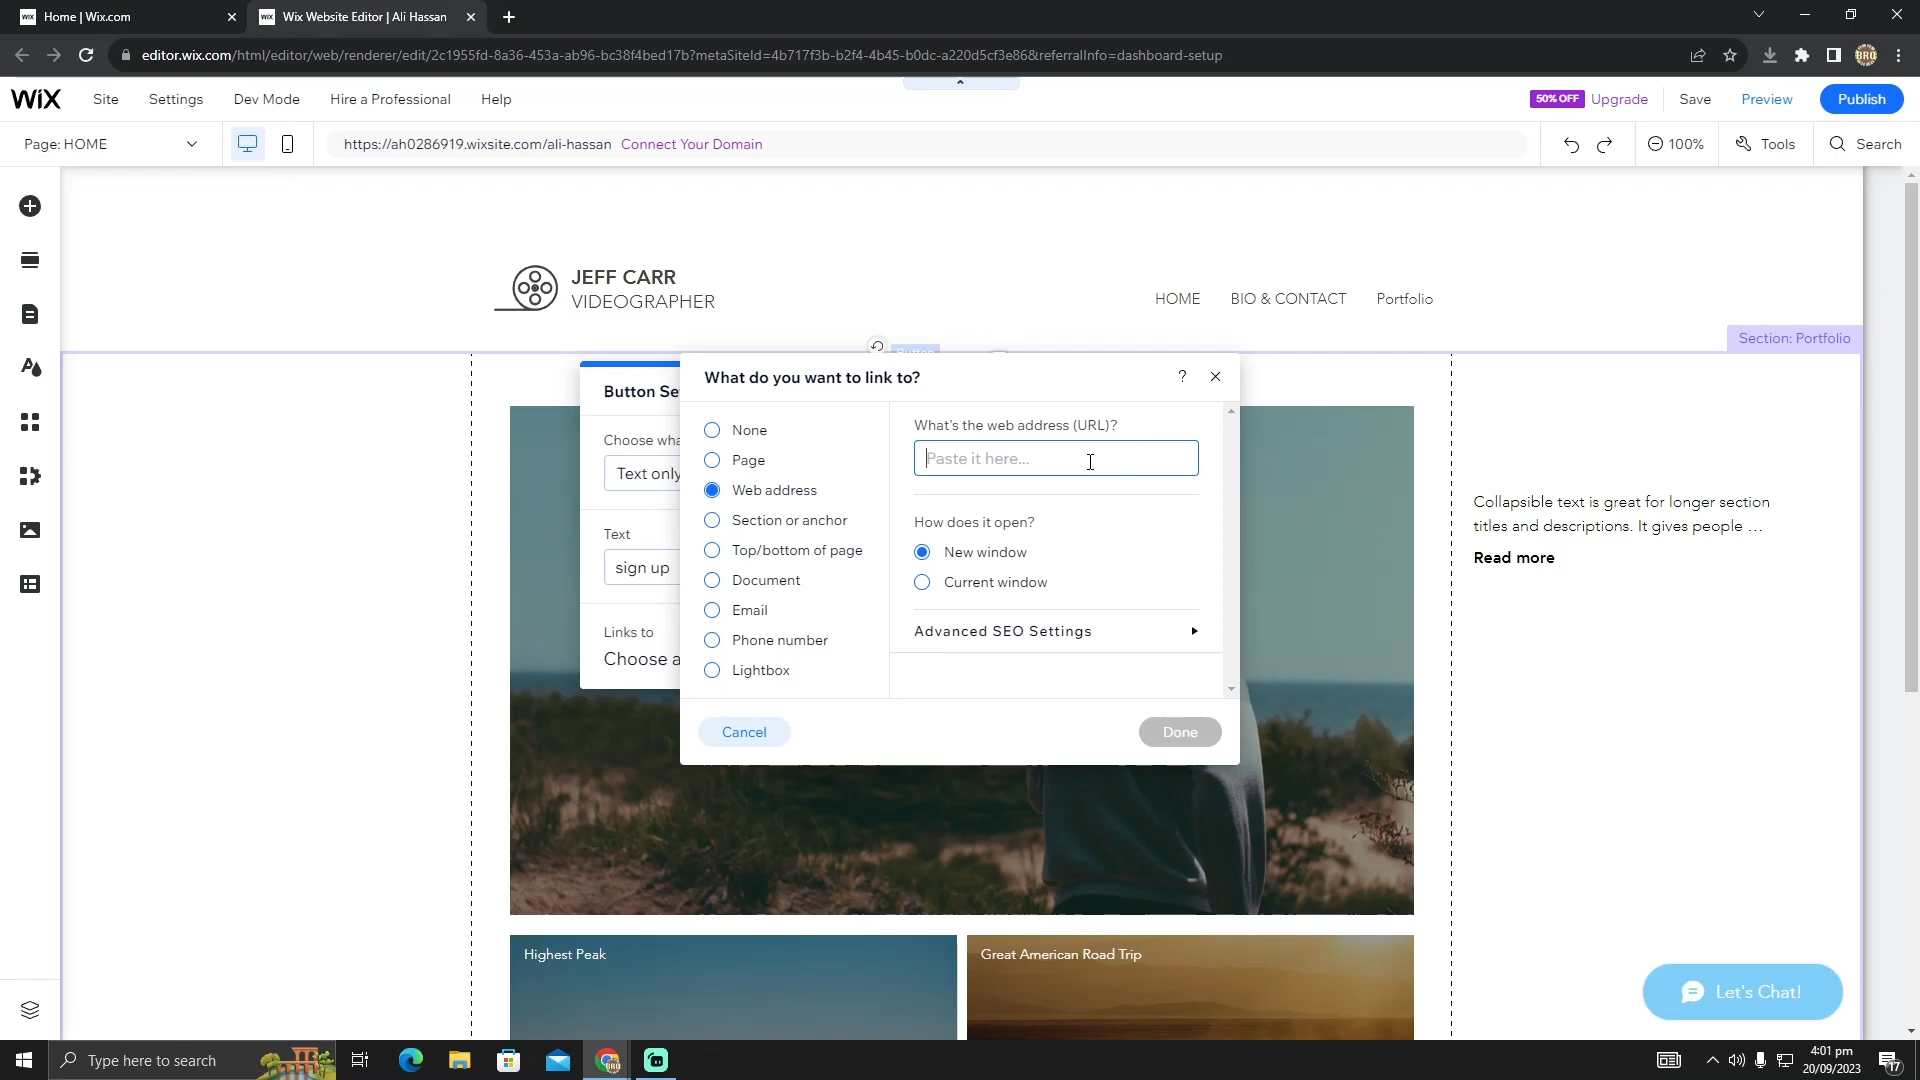 Home | Wix.com
Wix Website Editor | Ali Hassan
editor.wix.com/html/editor/web/renderer/edit/2c1955fd-8a36-453a-ab96-bc38f4bed17b?metaSiteId=4b717f3b-b2f4-4b45-b0dc-a220d5cf3e86&referralInfo=dashboard-setup
WIX
Site
Settings
Dev Mode
Hire a Professional
Help
50% OFF Upgrade
Save
Preview
Publish
Page: HOME
https://ah0286919.wixsite.com/ali-hassan Connect Your Domain
100%
Tools
Search
JEFF CARR
VIDEOGRAPHER
HOME
BIO & CONTACT
Portfolio
Section: Portfolio
Button Se
Choose wha
Text only
Text
sign up
Links to
Choose a
What do you want to link to?
?
None
Page
Web address
Section or anchor
Top/bottom of page
Document
Email
Phone number
Lightbox
What's the web address (URL)?
Paste it here...
How does it open?
New window
Current window
Advanced SEO Settings
Cancel
Done
Collapsible text is great for longer section
titles and descriptions. It gives people ...
Read more
Highest Peak
Great American Road Trip
Let's Chat!
Type here to search
4:01 pm
20/09/2023
17